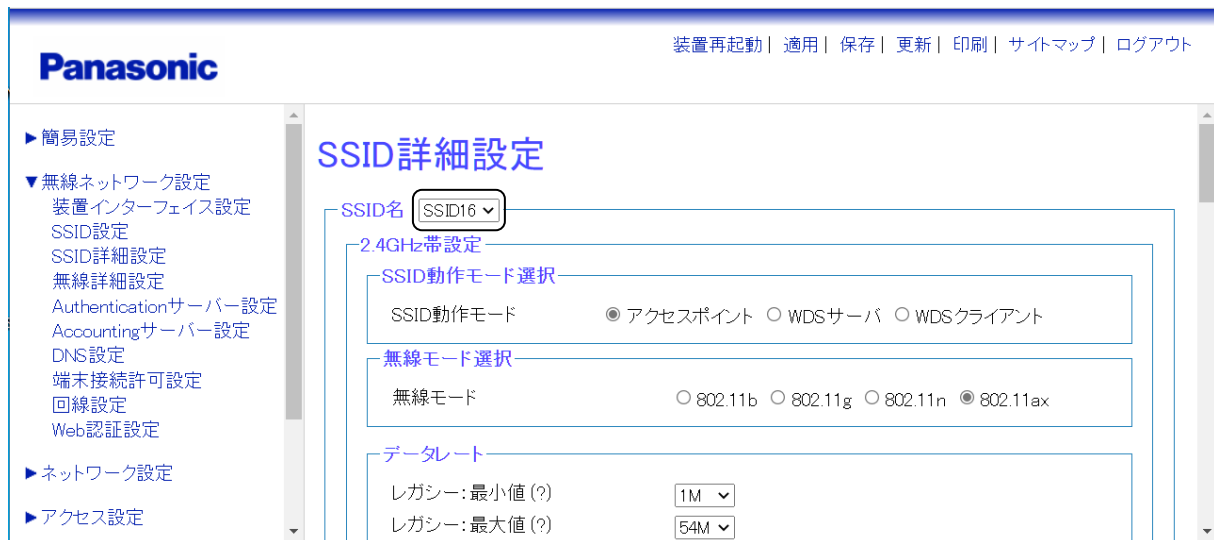 装置再起動| 適用| 保存| 更新| 印刷| サイトマップ| ログアウト
Panasonic
▶簡易設定
▼無線ネットワーク設定
装置インターフェイス設定
SSID設定
SSID詳細設定
無線詳細設定
Authenticationサーバー設定
Accountingサーバー設定
DNS設定
端末接続許可設定
回線設定
Web認証設定
▶ネットワーク設定
▶アクセス設定
SSID詳細設定
SSID名 SSID16
2.4GHz帯設定
SSID動作モード選択
SSID動作モード アクセスポイント WDSサーバ WDSクライアント
無線モード選択
無線モード 802.11b 802.11g 802.11n 802.11ax
データレート
レガシー:最小値(?) 1M
レガシー:最大値(?) 54M